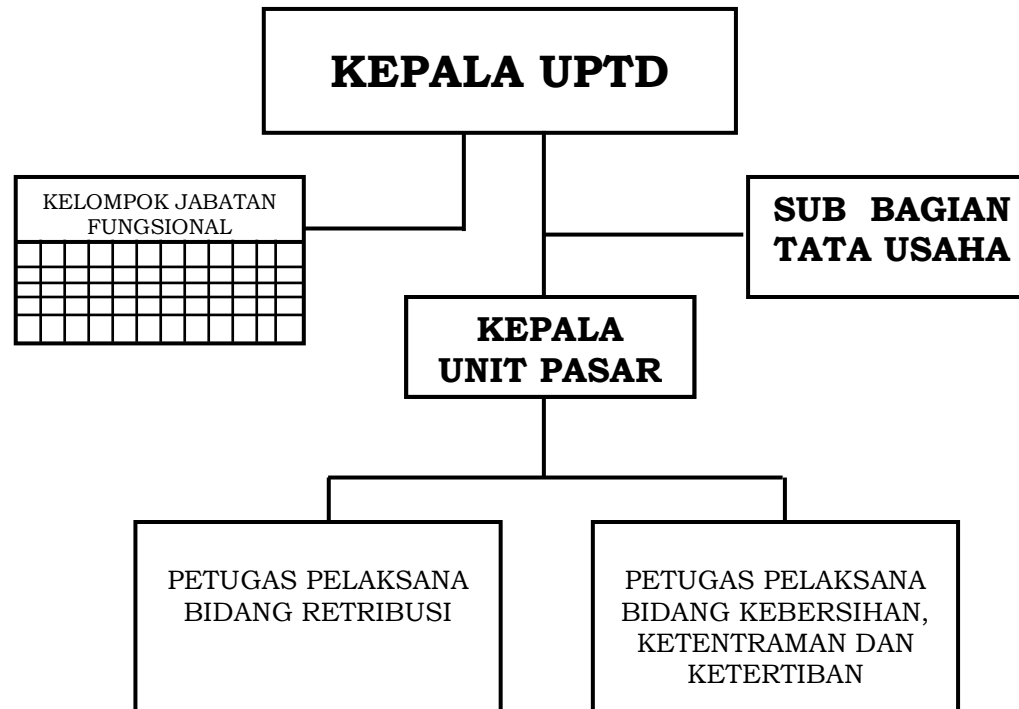 KEPALA UPTD
KELOMPOK JABATAN
FUNGSIONAL
SUB BAGIAN
TATA USAHA
KEPALA
UNIT PASAR
PETUGAS PELAKSANA
BIDANG RETRIBUSI
PETUGAS PELAKSANA
BIDANG KEBERSIHAN,
KETENTRAMAN DAN
KETERTIBAN